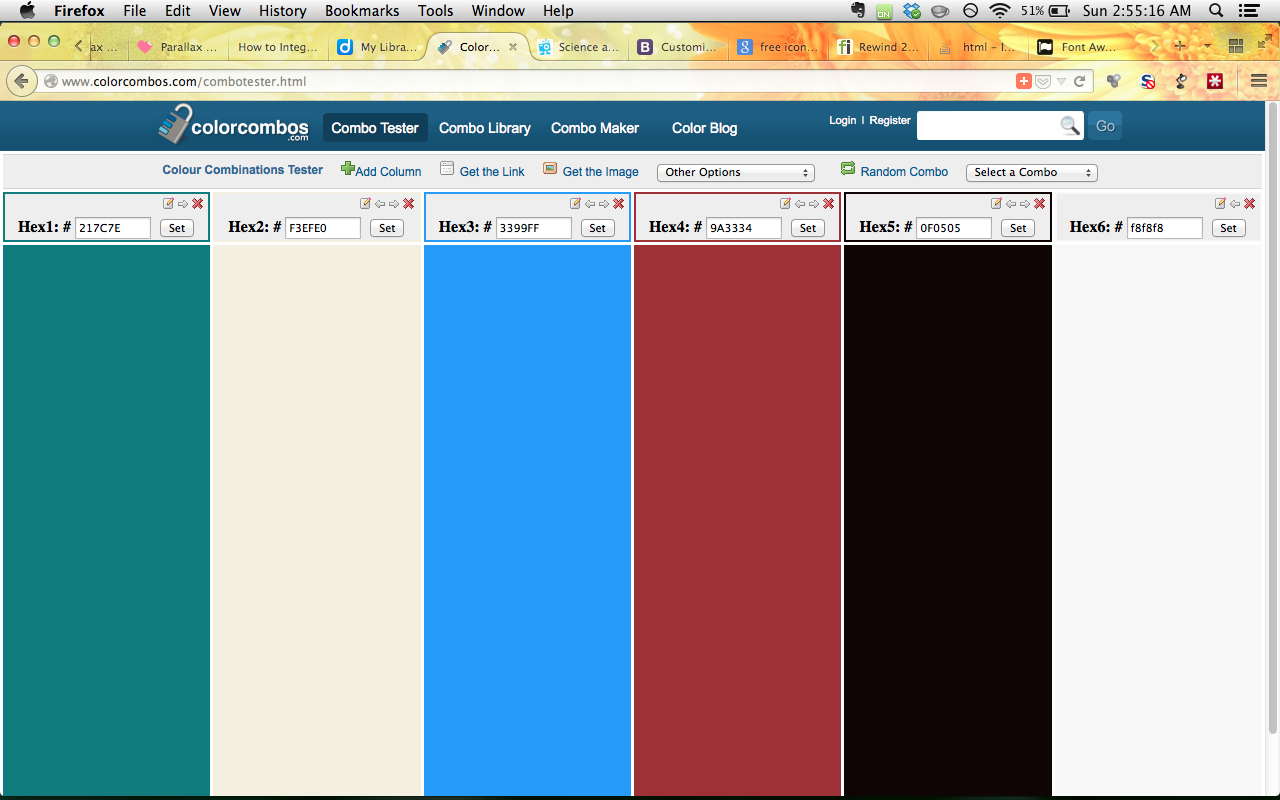 Firefox File Edit View History Bookmarks Tools Window Help ON 51% Sun 2:55:16 AM
ax ... Parallax ... How to Integ... My Libra... Color... Science a... Customi... free icon... Rewind 2... html - I... Font Aw...
www.colorcombos.com/combotester.html
colorcombos .com Combo Tester Combo Library Combo Maker Color Blog Login | Register Go
Colour Combinations Tester Add Column Get the Link Get the Image Other Options Random Combo Select a Combo
Hex1: # 217C7E Set Hex2: # F3EFE0 Set Hex3: # 3399FF Set Hex4: # 9A3334 Set Hex5: # 0F0505 Set Hex6: # f8f8f8 Set